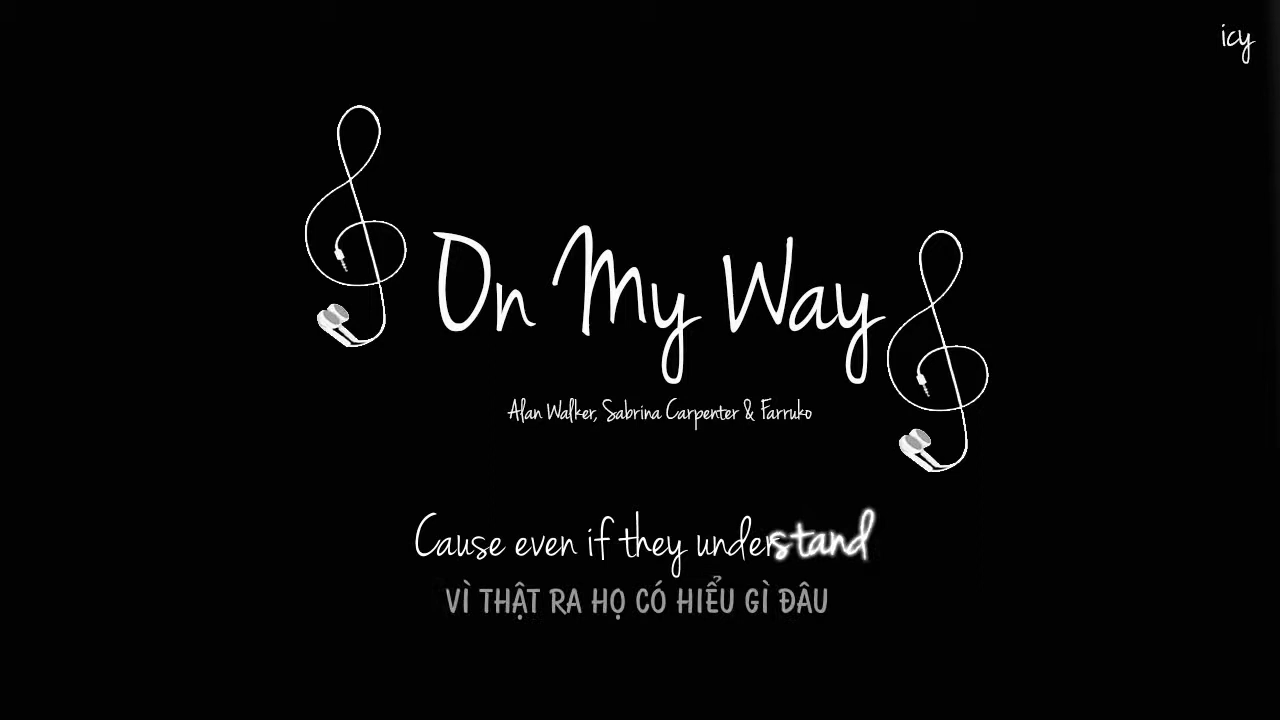 icy
On My Way
Alan Walker, Sabrina Carpenter & Farruko
Cause even if they understand
VÌ THẬT RA HỌ CÓ HIỂU GÌ ĐÂU